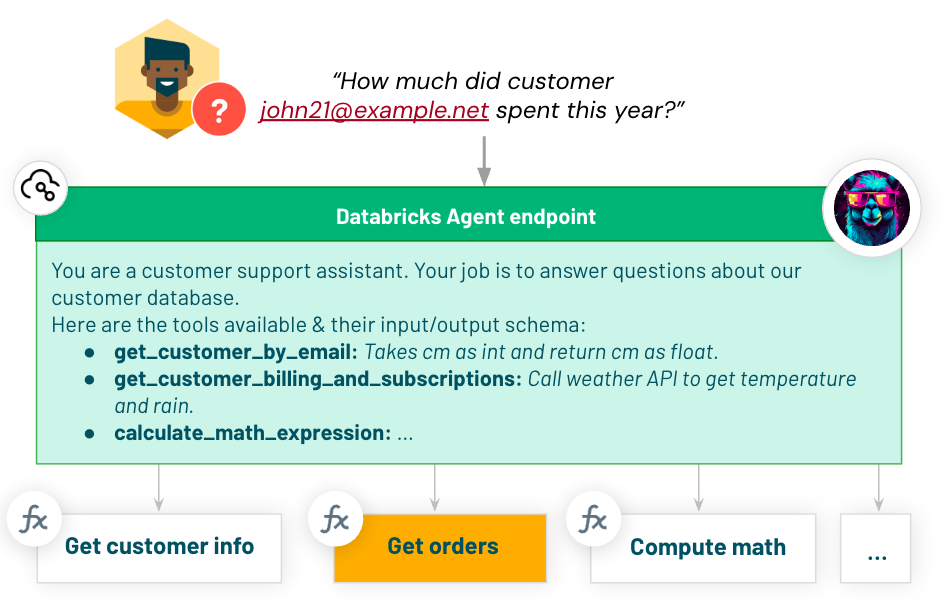 “How much did customer
john21@example.net spent this year?”
?
Databricks Agent endpoint
You are a customer support assistant. Your job is to answer questions about our
customer database.
Here are the tools available & their input/output schema:
● get_customer_by_email: Takes cm as int and return cm as float.
● get_customer_billing_and_subscriptions: Call weather API to get temperature
and rain.
● calculate_math_expression: ...
fx
Get customer info
fx
Get orders
fx
Compute math
...